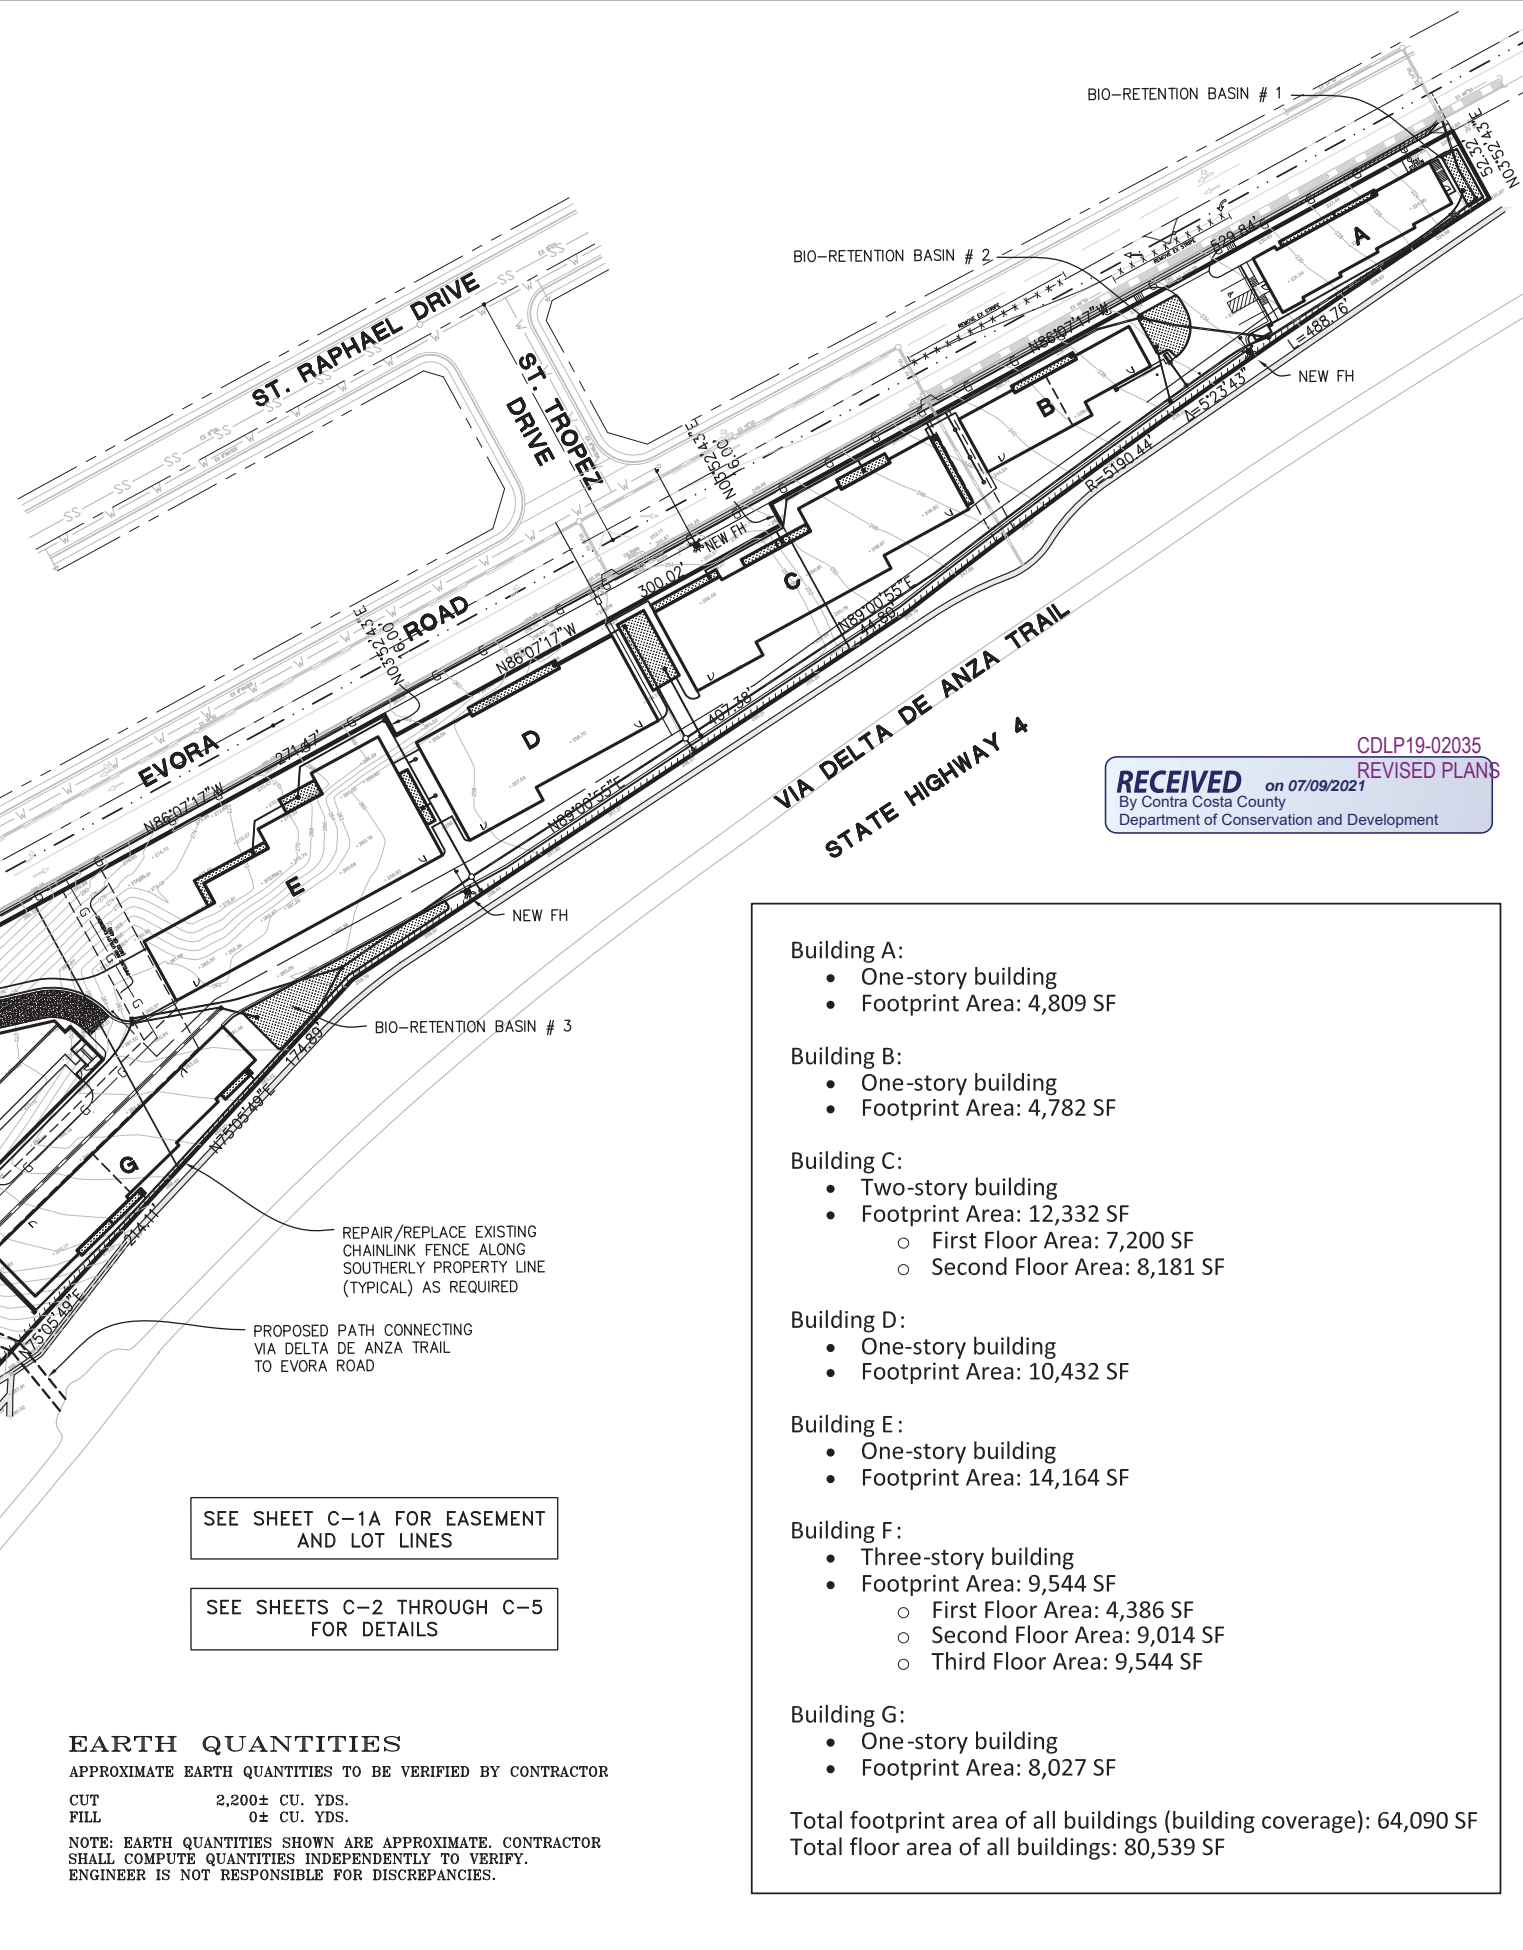 BIO-RETENTION BASIN # 1
52.32'
N03°52'43"E
BIO-RETENTION BASIN # 2
529.84'
A
REMOVE EX STRIPE
REMOVE EX STRIPE
ST. RAPHAEL DRIVE
N86°07'17"W
L=488.76'
NEW FH
ST. TROPEZ
DRIVE
B
Δ=5°23'43"
R=5190.44'
N03°52'43"E
16.00'
NEW FH
300.02'
C
N89°00'55"E
44.80'
N03°52'43"E
16.00'
EVORA ROAD
N86°07'17"W
D
407.38'
VIA DELTA DE ANZA TRAIL
STATE HIGHWAY 4
CDLP19-02035
REVISED PLANS
RECEIVED on 07/09/2021
By Contra Costa County
Department of Conservation and Development
271.47'
N86°07'17"W
N89°00'55"E
E
NEW FH
BIO-RETENTION BASIN # 3
174.89'
N75°05'49"E
G
214.11'
N75°05'49"E
REPAIR/REPLACE EXISTING
CHAINLINK FENCE ALONG
SOUTHERLY PROPERTY LINE
(TYPICAL) AS REQUIRED
PROPOSED PATH CONNECTING
VIA DELTA DE ANZA TRAIL
TO EVORA ROAD
SEE SHEET C-1A FOR EASEMENT
AND LOT LINES
SEE SHEETS C-2 THROUGH C-5
FOR DETAILS
EARTH QUANTITIES
APPROXIMATE EARTH QUANTITIES TO BE VERIFIED BY CONTRACTOR
CUT 2,200± CU. YDS.
FILL 0± CU. YDS.
NOTE: EARTH QUANTITIES SHOWN ARE APPROXIMATE. CONTRACTOR
SHALL COMPUTE QUANTITIES INDEPENDENTLY TO VERIFY.
ENGINEER IS NOT RESPONSIBLE FOR DISCREPANCIES.
Building A:
• One-story building
• Footprint Area: 4,809 SF
Building B:
• One-story building
• Footprint Area: 4,782 SF
Building C:
• Two-story building
• Footprint Area: 12,332 SF
o First Floor Area: 7,200 SF
o Second Floor Area: 8,181 SF
Building D:
• One-story building
• Footprint Area: 10,432 SF
Building E:
• One-story building
• Footprint Area: 14,164 SF
Building F:
• Three-story building
• Footprint Area: 9,544 SF
o First Floor Area: 4,386 SF
o Second Floor Area: 9,014 SF
o Third Floor Area: 9,544 SF
Building G:
• One-story building
• Footprint Area: 8,027 SF
Total footprint area of all buildings (building coverage): 64,090 SF
Total floor area of all buildings: 80,539 SF